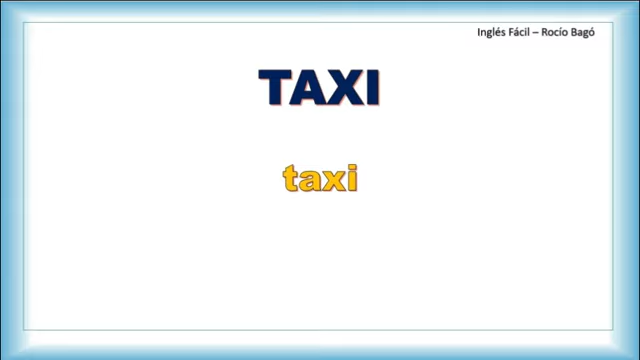 Inglés Fácil – Rocío Bagó
TAXI
taxi